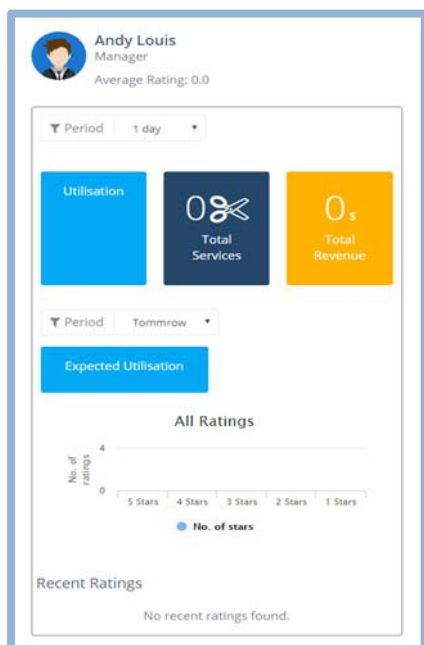 Andy Louis
Manager
Average Rating: 0.0
Period 1 day
Utilisation
0
Total
Services
0 $
Total
Revenue
Period Tommrow
Expected Utilisation
All Ratings
No. of
ratings
4
0
5 Stars 4 Stars 3 Stars 2 Stars 1 Stars
No. of stars
Recent Ratings
No recent ratings found.